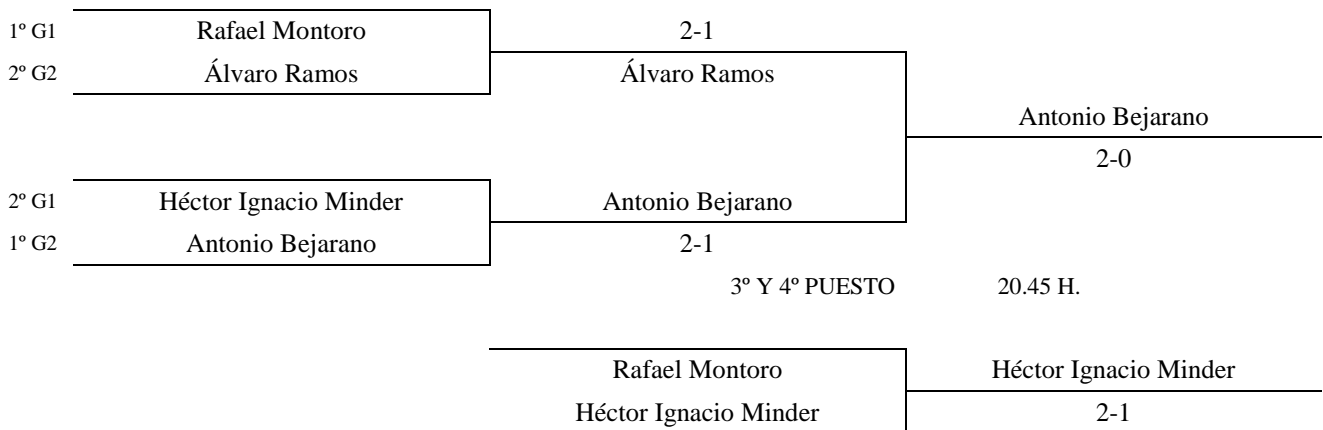 1º G1 Rafael Montoro 2-1
2º G2 Álvaro Ramos Álvaro Ramos
Antonio Bejarano
2-0
2º G1 Héctor Ignacio Minder Antonio Bejarano
1º G2 Antonio Bejarano 2-1
3º Y 4º PUESTO 20.45 H.
Rafael Montoro Héctor Ignacio Minder
Héctor Ignacio Minder 2-1